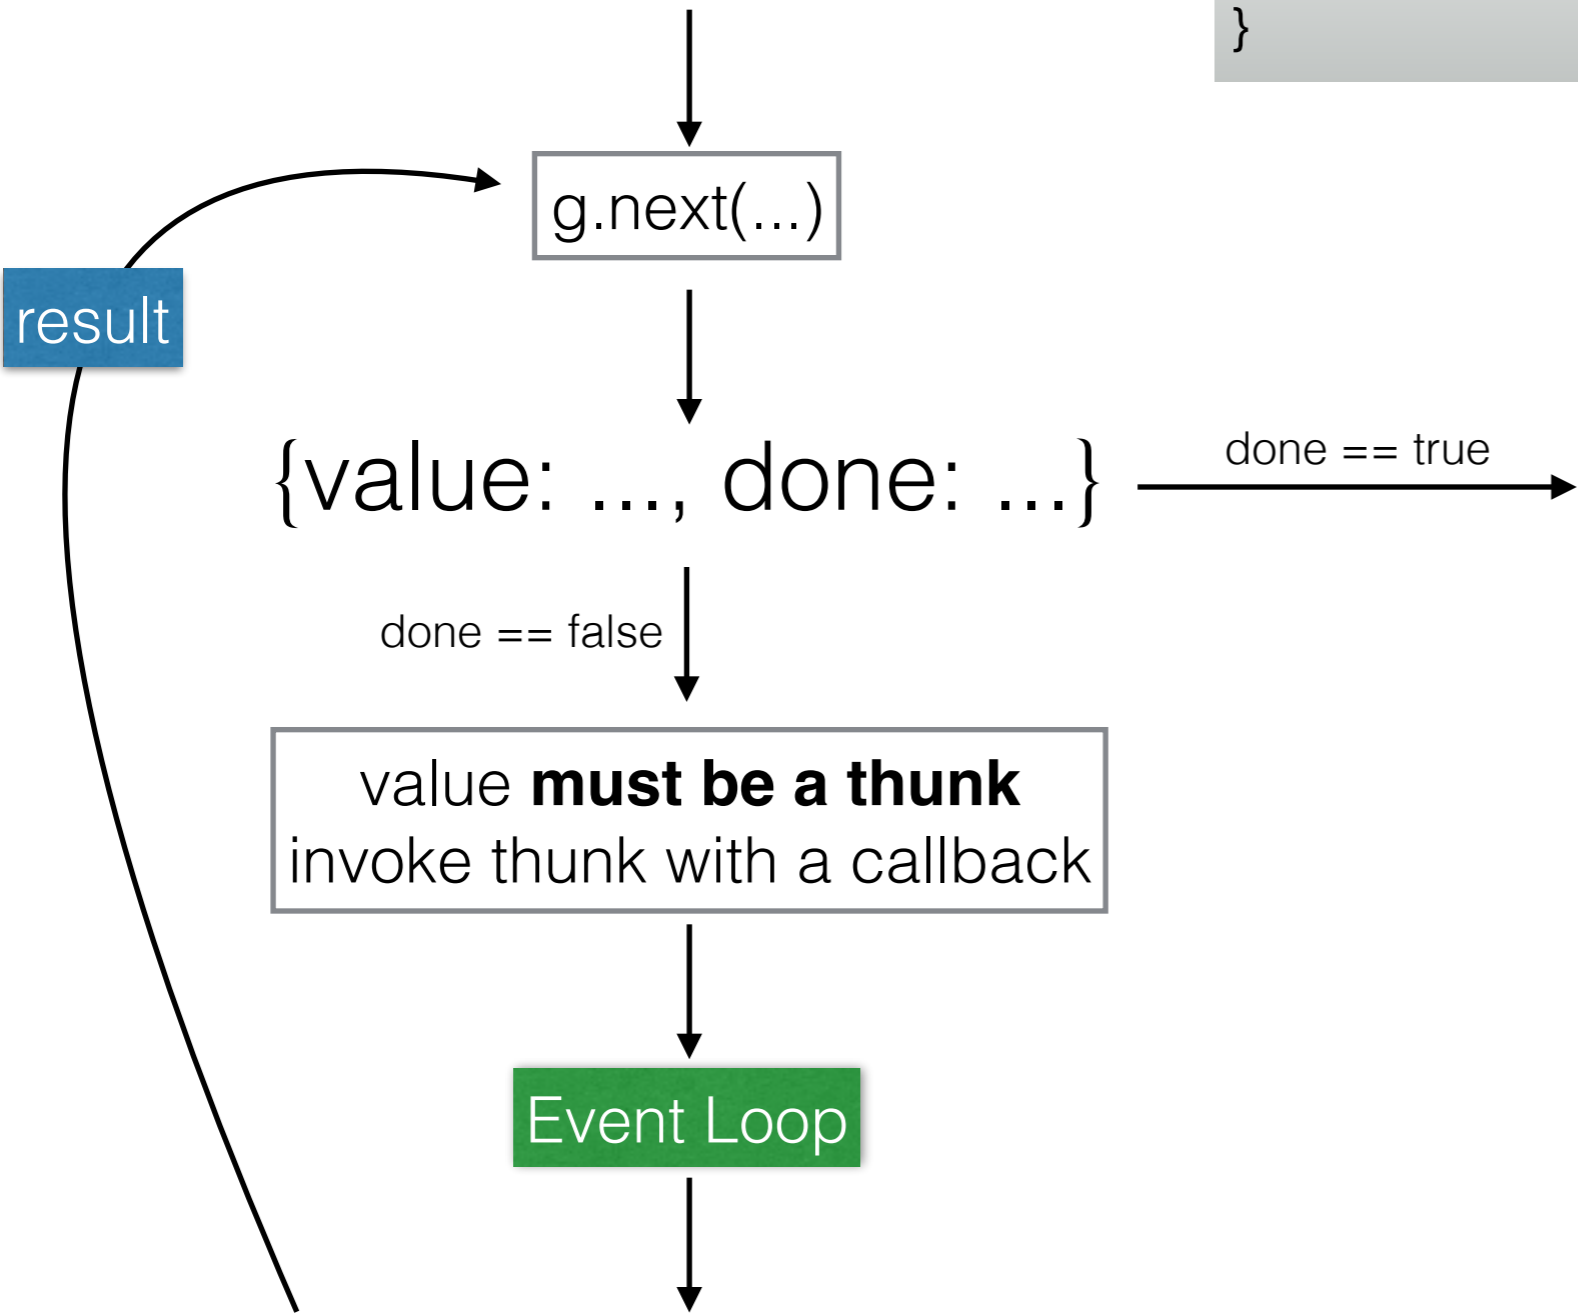 }
g.next(...)
result
{value: ..., done: ...}
done == true
done == false
value must be a thunk
invoke thunk with a callback
Event Loop